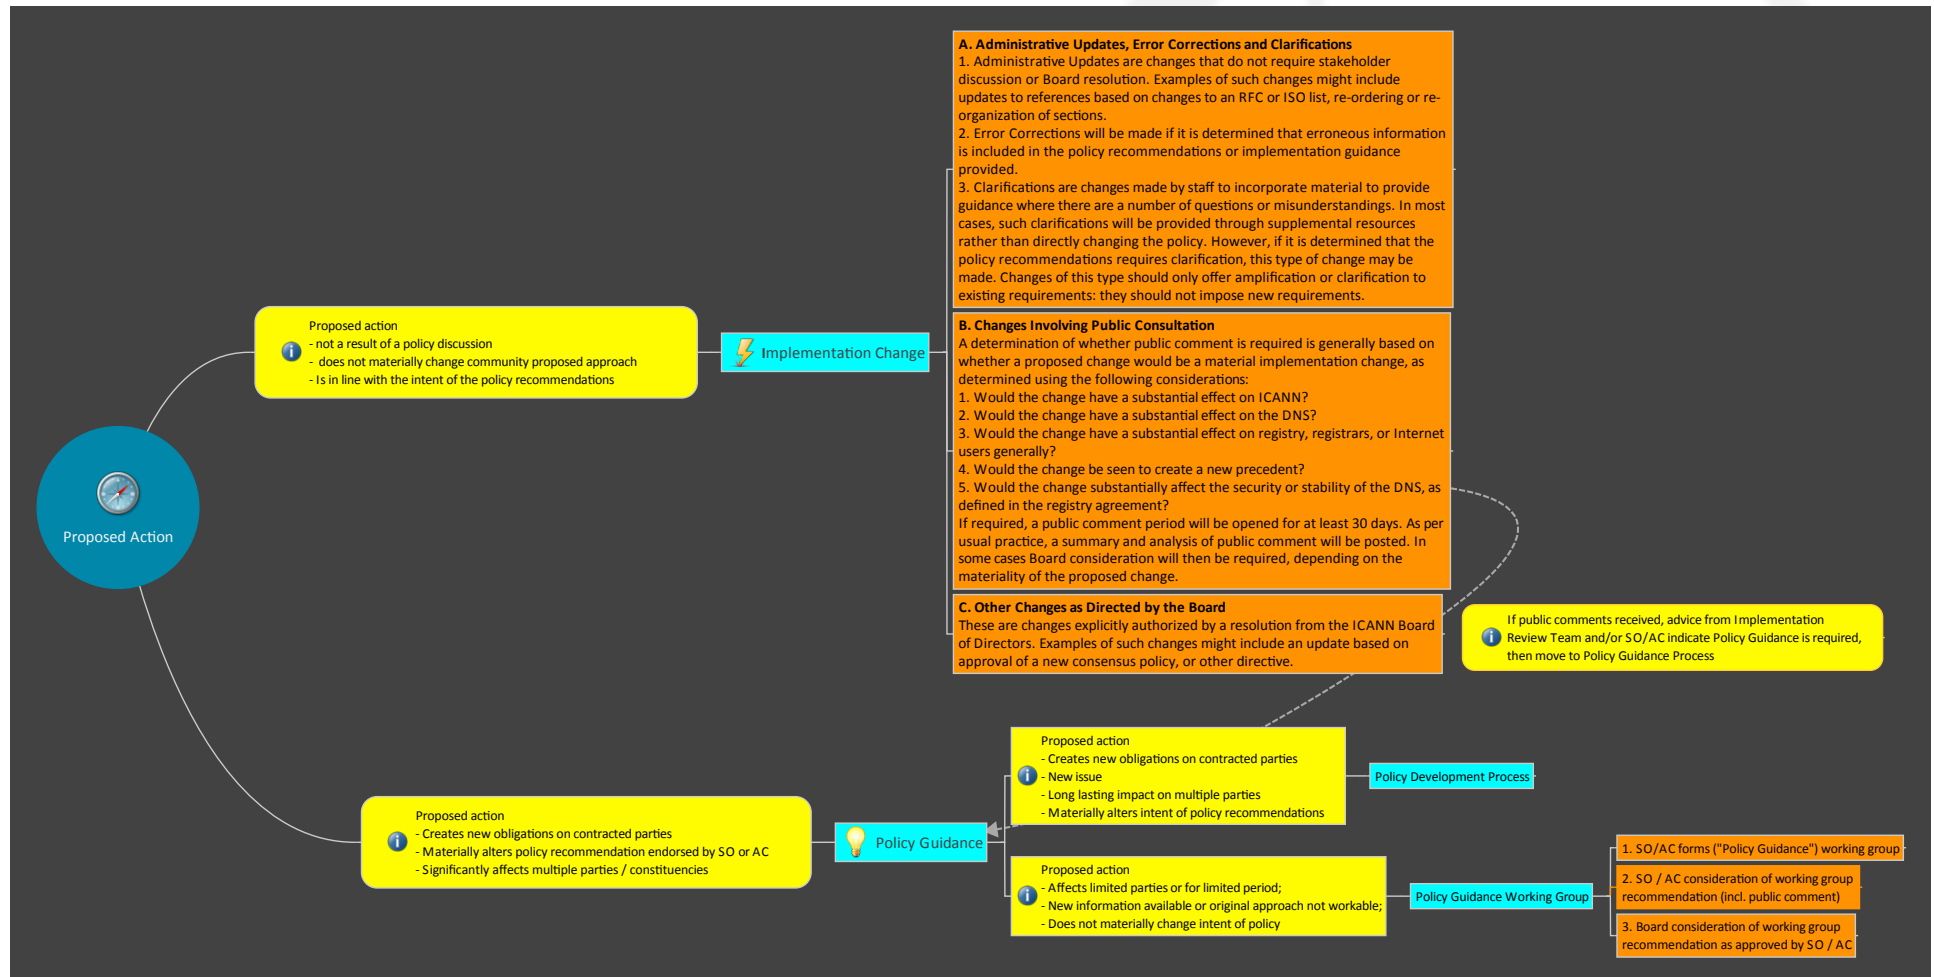 A. Administrative Updates, Error Corrections and Clarifications
1. Administrative Updates are changes that do not require stakeholder
discussion or Board resolution. Examples of such changes might include
updates to references based on changes to an RFC or ISO list, re-ordering or re-
organization of sections.
2. Error Corrections will be made if it is determined that erroneous information
is included in the policy recommendations or implementation guidance
provided.
3. Clarifications are changes made by staff to incorporate material to provide
guidance where there are a number of questions or misunderstandings. In most
cases, such clarifications will be provided through supplemental resources
rather than directly changing the policy. However, if it is determined that the
policy recommendations requires clarification, this type of change may be
made. Changes of this type should only offer amplification or clarification to
existing requirements: they should not impose new requirements.
Proposed action
- not a result of a policy discussion
- does not materially change community proposed approach
- Is in line with the intent of the policy recommendations
Implementation Change
B. Changes Involving Public Consultation
A determination of whether public comment is required is generally based on
whether a proposed change would be a material implementation change, as
determined using the following considerations:
1. Would the change have a substantial effect on ICANN?
2. Would the change have a substantial effect on the DNS?
3. Would the change have a substantial effect on registry, registrars, or Internet
users generally?
4. Would the change be seen to create a new precedent?
5. Would the change substantially affect the security or stability of the DNS, as
defined in the registry agreement?
If required, a public comment period will be opened for at least 30 days. As per
usual practice, a summary and analysis of public comment will be posted. In
some cases Board consideration will then be required, depending on the
materiality of the proposed change.
Proposed Action
C. Other Changes as Directed by the Board
These are changes explicitly authorized by a resolution from the ICANN Board
of Directors. Examples of such changes might include an update based on
approval of a new consensus policy, or other directive.
If public comments received, advice from Implementation
Review Team and/or SO/AC indicate Policy Guidance is required,
then move to Policy Guidance Process
Proposed action
- Creates new obligations on contracted parties
- New issue
- Long lasting impact on multiple parties
- Materially alters intent of policy recommendations
Policy Development Process
Proposed action
- Creates new obligations on contracted parties
- Materially alters policy recommendation endorsed by SO or AC
- Significantly affects multiple parties / constituencies
Policy Guidance
Proposed action
- Affects limited parties or for limited period;
- New information available or original approach not workable;
- Does not materially change intent of policy
Policy Guidance Working Group
1. SO/AC forms ("Policy Guidance") working group
2. SO / AC consideration of working group
recommendation (incl. public comment)
3. Board consideration of working group
recommendation as approved by SO / AC